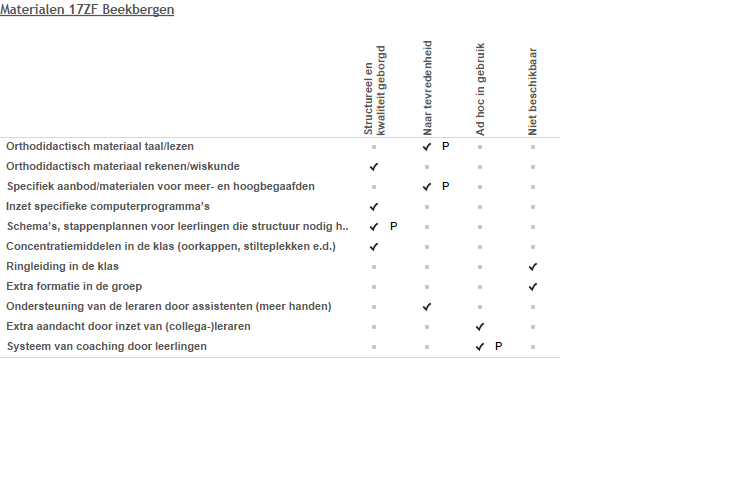 Materialen 17ZF Beekbergen
Structureel en
kwaliteit geborgd
Naar tevredenheid
Ad hoc in gebruik
Niet beschikbaar
Orthodidactisch materiaal taal/lezen P
Orthodidactisch materiaal rekenen/wiskunde
Specifiek aanbod/materialen voor meer- en hoogbegaafden P
Inzet specifieke computerprogramma's
Schema's, stappenplannen voor leerlingen die structuur nodig h.. P
Concentratiemiddelen in de klas (oorkappen, stilteplekken e.d.)
Ringleiding in de klas
Extra formatie in de groep
Ondersteuning van de leraren door assistenten (meer handen)
Extra aandacht door inzet van (collega-)leraren
Systeem van coaching door leerlingen P